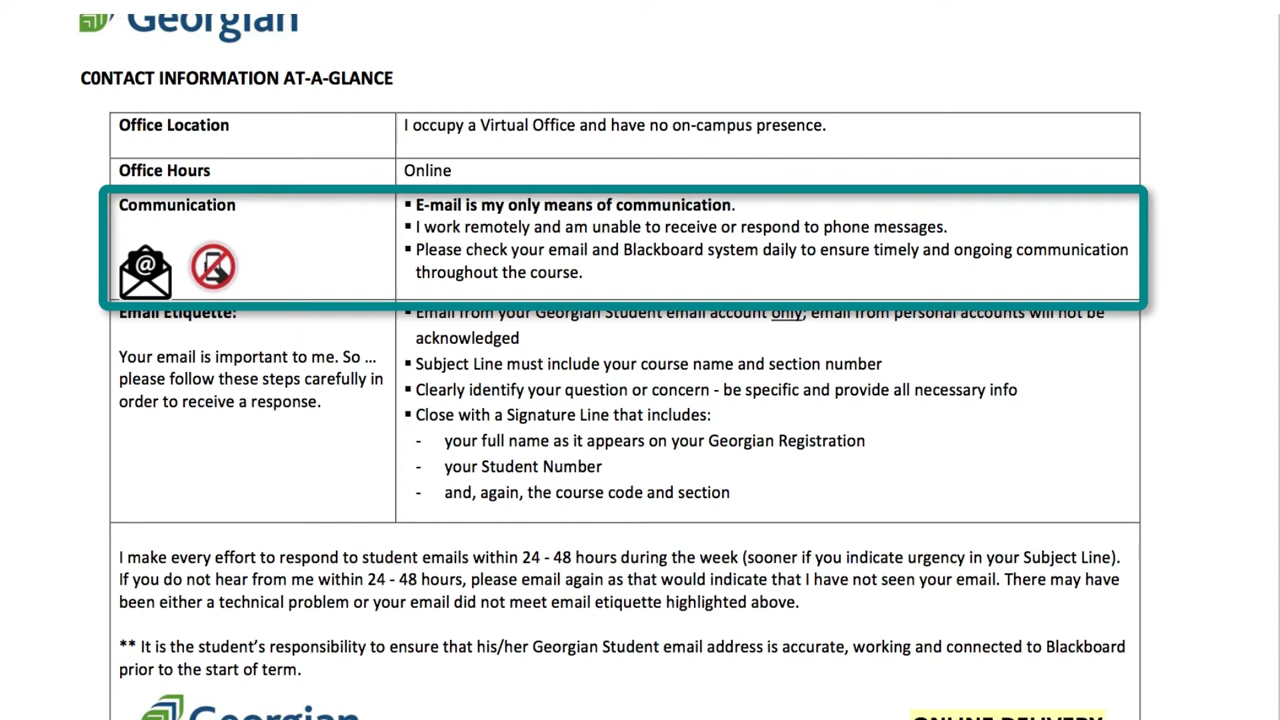 Georgian
C0NTACT INFORMATION AT-A-GLANCE
Office Location
I occupy a Virtual Office and have no on-campus presence.
Office Hours
Online
Communication
▪ E-mail is my only means of communication.
▪ I work remotely and am unable to receive or respond to phone messages.
▪ Please check your email and Blackboard system daily to ensure timely and ongoing communication
throughout the course.
@
Email Etiquette:
Your email is important to me. So …
please follow these steps carefully in
order to receive a response.
▪ Email from your Georgian Student email account only; email from personal accounts will not be
acknowledged
▪ Subject Line must include your course name and section number
▪ Clearly identify your question or concern - be specific and provide all necessary info
▪ Close with a Signature Line that includes:
- your full name as it appears on your Georgian Registration
- your Student Number
- and, again, the course code and section
I make every effort to respond to student emails within 24 - 48 hours during the week (sooner if you indicate urgency in your Subject Line).
If you do not hear from me within 24 - 48 hours, please email again as that would indicate that I have not seen your email. There may have
been either a technical problem or your email did not meet email etiquette highlighted above.
** It is the student’s responsibility to ensure that his/her Georgian Student email address is accurate, working and connected to Blackboard
prior to the start of term.
Georgian
ONLINE DELIVERY